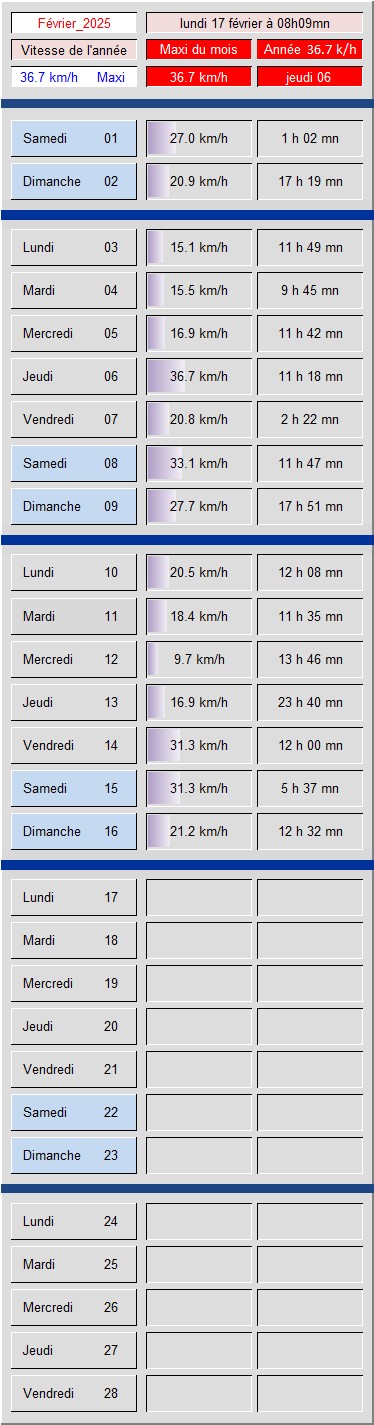 Février_2025 lundi 17 février à 08h09mn
Vitesse de l'année Maxi du mois Année 36.7 k/h
36.7 km/h Maxi 36.7 km/h jeudi 06
Samedi 01 27.0 km/h 1 h 02 mn
Dimanche 02 20.9 km/h 17 h 19 mn
Lundi 03 15.1 km/h 11 h 49 mn
Mardi 04 15.5 km/h 9 h 45 mn
Mercredi 05 16.9 km/h 11 h 42 mn
Jeudi 06 36.7 km/h 11 h 18 mn
Vendredi 07 20.8 km/h 2 h 22 mn
Samedi 08 33.1 km/h 11 h 47 mn
Dimanche 09 27.7 km/h 17 h 51 mn
Lundi 10 20.5 km/h 12 h 08 mn
Mardi 11 18.4 km/h 11 h 35 mn
Mercredi 12 9.7 km/h 13 h 46 mn
Jeudi 13 16.9 km/h 23 h 40 mn
Vendredi 14 31.3 km/h 12 h 00 mn
Samedi 15 31.3 km/h 5 h 37 mn
Dimanche 16 21.2 km/h 12 h 32 mn
Lundi 17
Mardi 18
Mercredi 19
Jeudi 20
Vendredi 21
Samedi 22
Dimanche 23
Lundi 24
Mardi 25
Mercredi 26
Jeudi 27
Vendredi 28